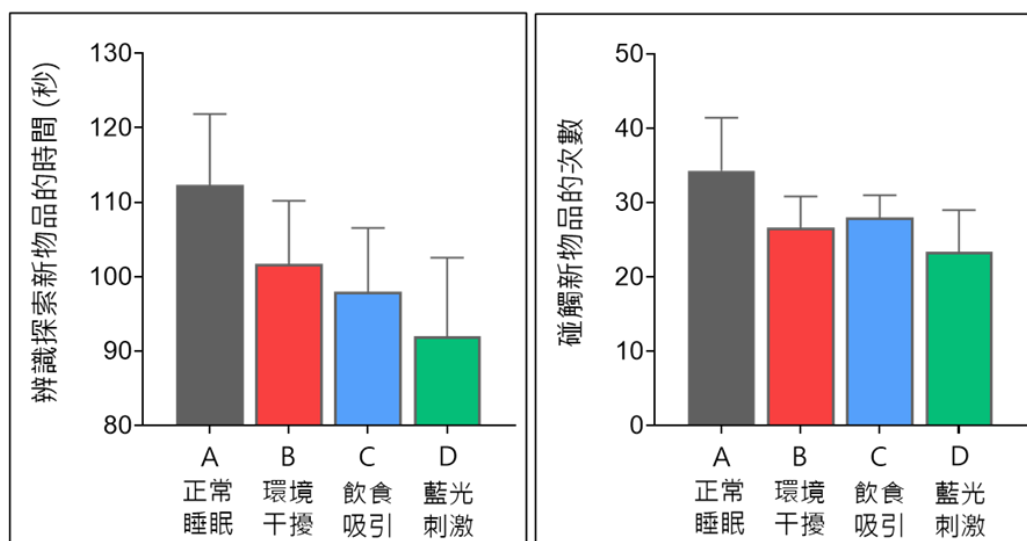 辨識探索新物品的時間 (秒)
130
120
110
100
90
80
A
B
C
D
正常
睡眠
環境
干擾
飲食
吸引
藍光
刺激
碰觸新物品的次數
50
40
30
20
10
0
A
B
C
D
正常
睡眠
環境
干擾
飲食
吸引
藍光
刺激